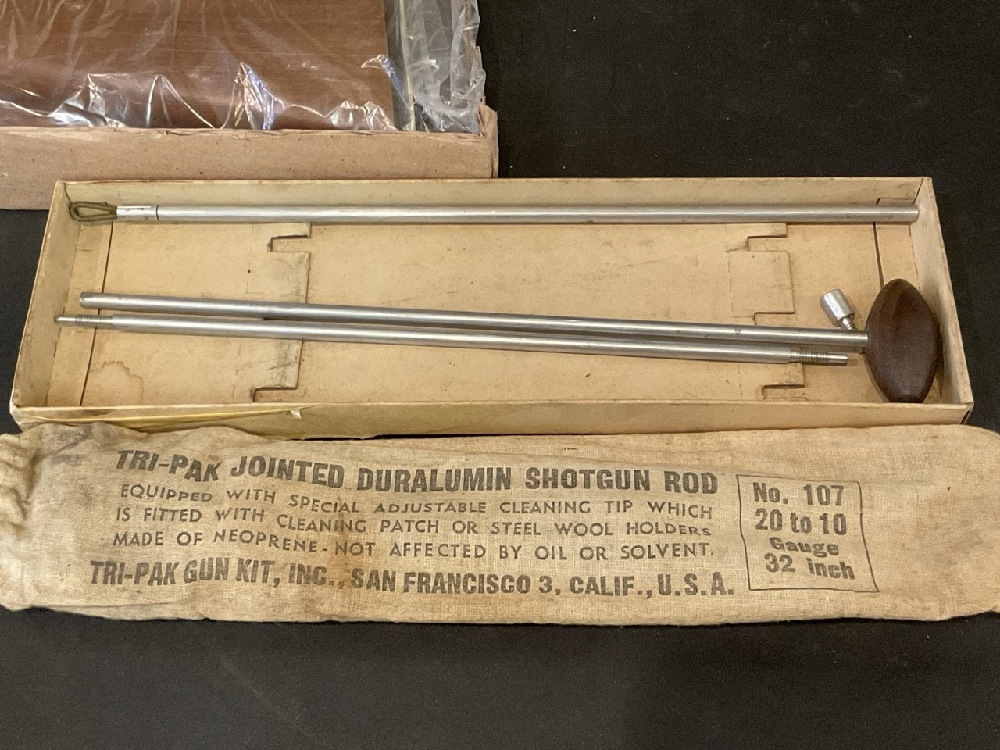 TRI-PAK JOINTED DURALUMIN SHOTGUN ROD
EQUIPPED WITH SPECIAL ADJUSTABLE CLEANING TIP WHICH
IS FITTED WITH CLEANING PATCH OR STEEL WOOL HOLDERS
MADE OF NEOPRENE-NOT AFFECTED BY OIL OR SOLVENT.
TRI-PAK GUN KIT, INC., SAN FRANCISCO 3, CALIF., U.S.A.
No. 107
20 to 10
Gauge
32 inch